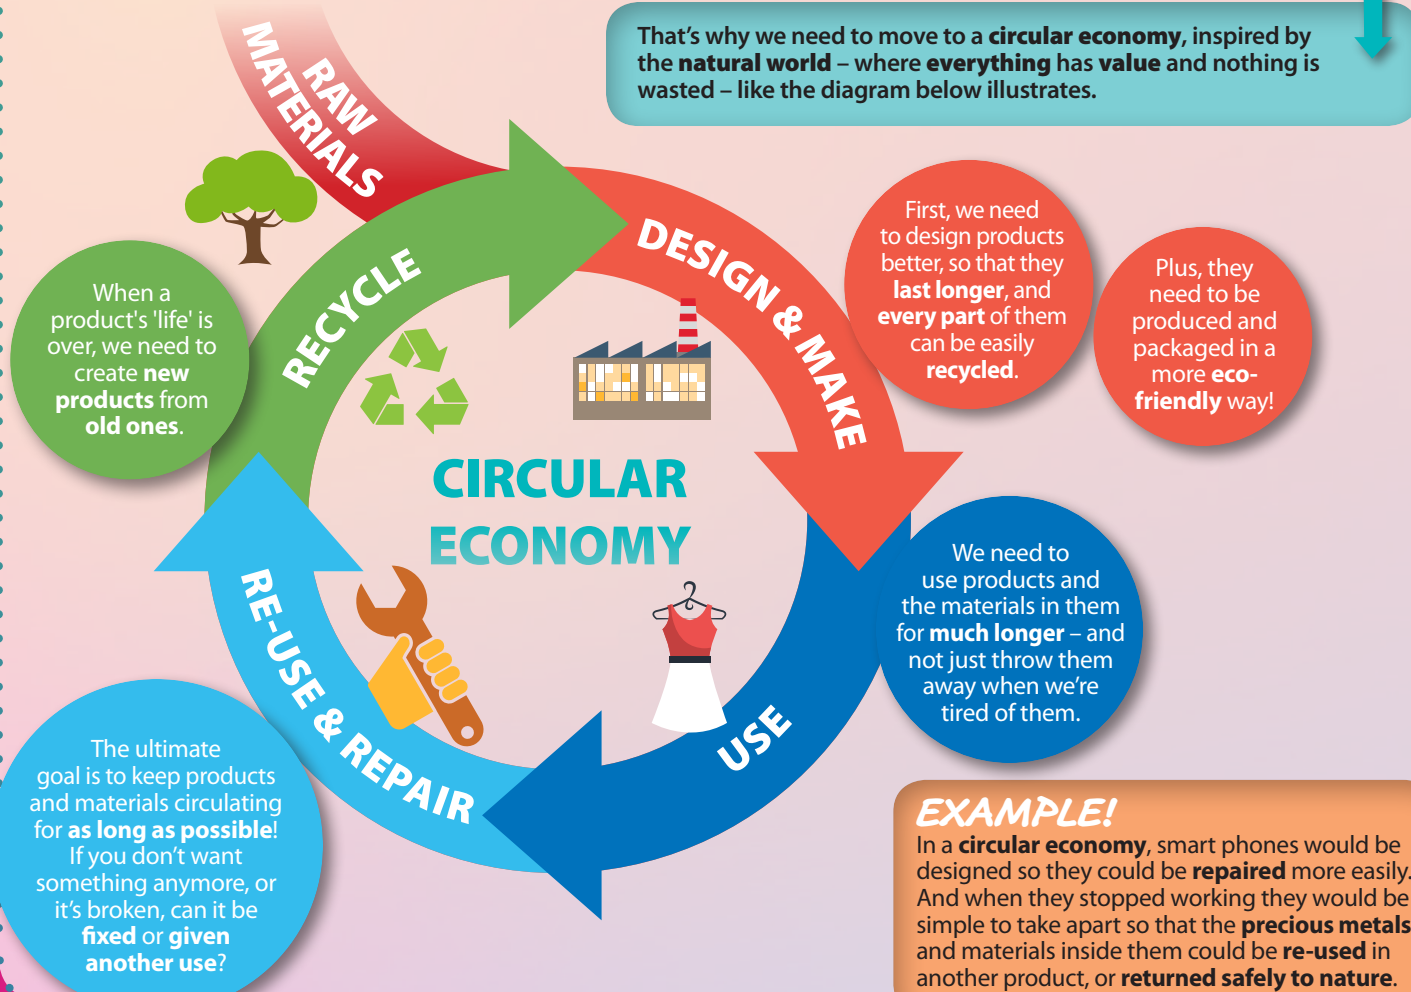 That's why we need to move to a circular economy, inspired by
the natural world – where everything has value and nothing is
wasted – like the diagram below illustrates.
RAW
MATERIALS
DESIGN & MAKE
First, we need
to design products
better, so that they
last longer, and
every part of them
can be easily
recycled.
Plus, they
need to be
produced and
packaged in a
more eco-
friendly way!
USE
We need to
use products and
the materials in them
for much longer – and
not just throw them
away when we're
tired of them.
RE-USE & REPAIR
The ultimate
goal is to keep products
and materials circulating
for as long as possible!
If you don't want
something anymore, or
it's broken, can it be
fixed or given
another use?
RECYCLE
When a
product's 'life' is
over, we need to
create new
products from
old ones.
CIRCULAR
ECONOMY
EXAMPLE!
In a circular economy, smart phones would be
designed so they could be repaired more easily.
And when they stopped working they would be
simple to take apart so that the precious metals
and materials inside them could be re-used in
another product, or returned safely to nature.